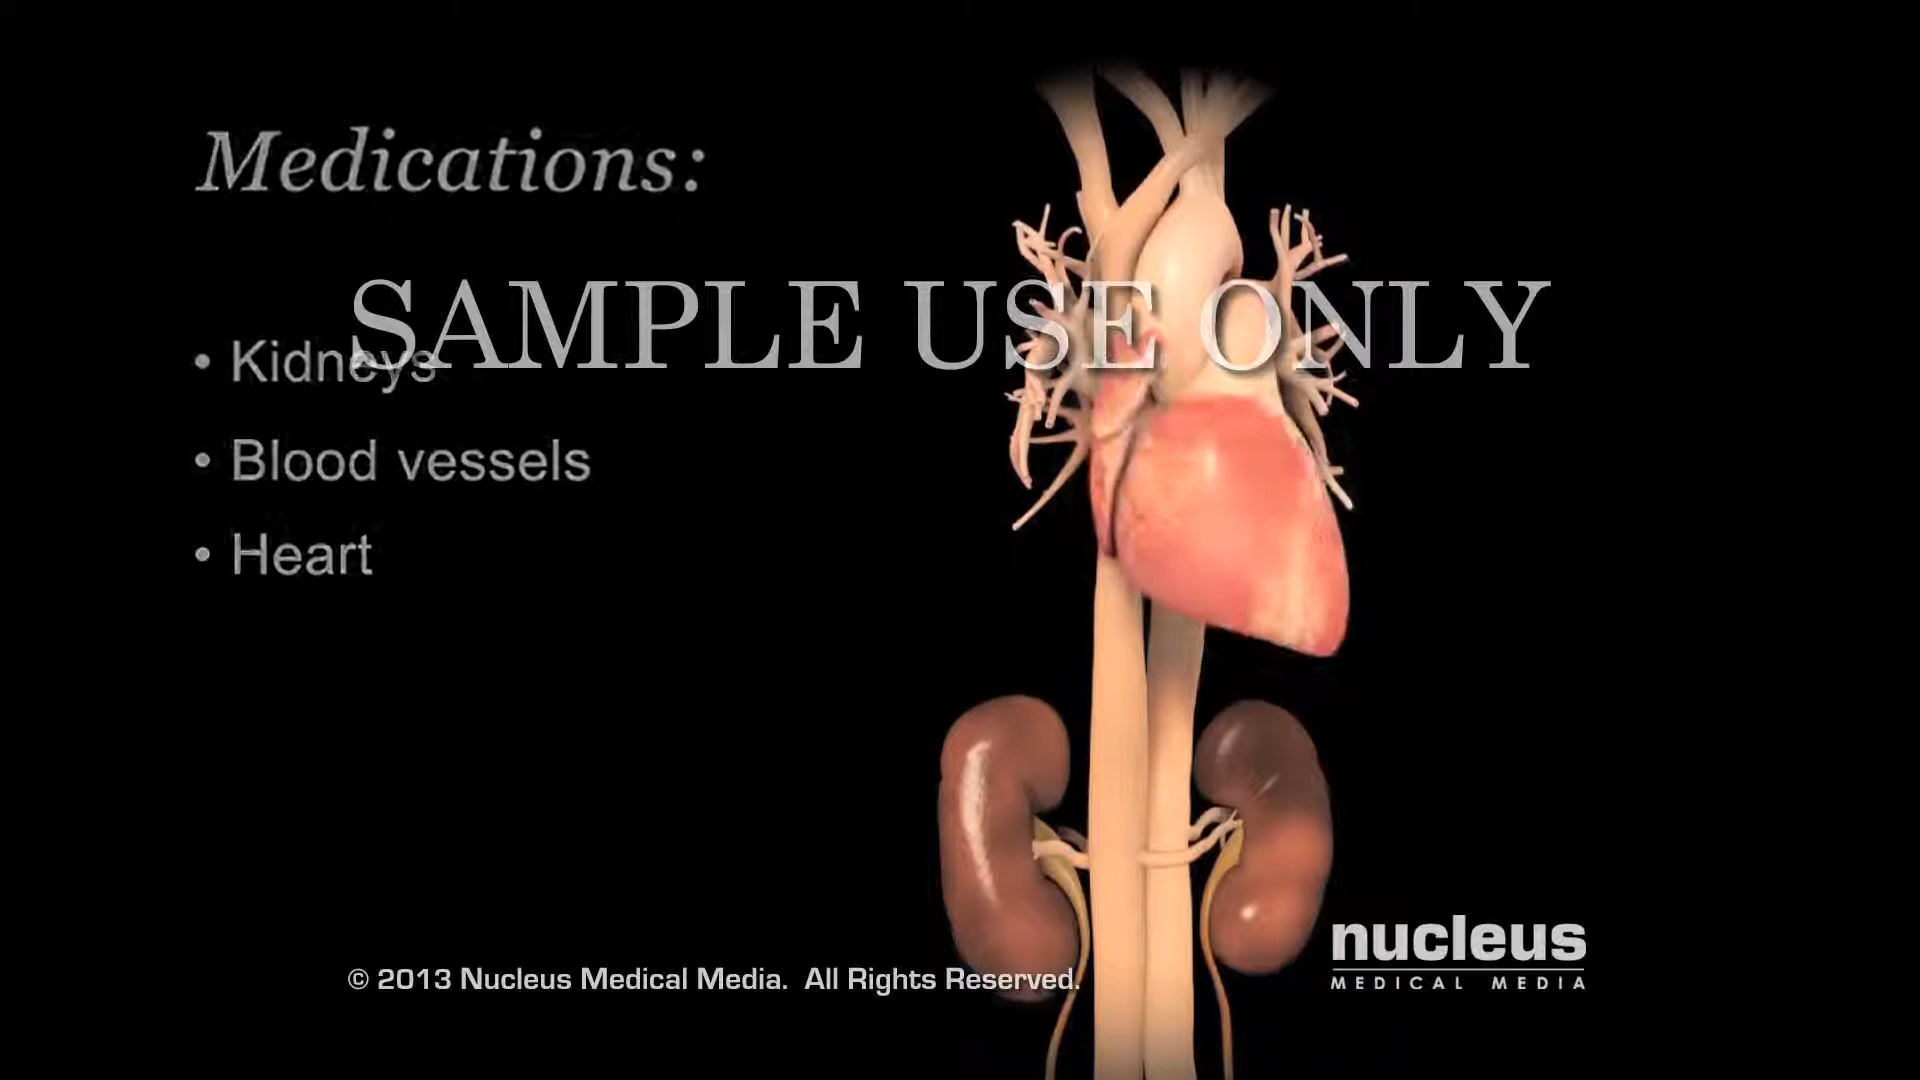 Medications:
SAMPLE USE ONLY
• Kidneys
• Blood vessels
• Heart
© 2013 Nucleus Medical Media. All Rights Reserved.
nucleus
MEDICAL MEDIA